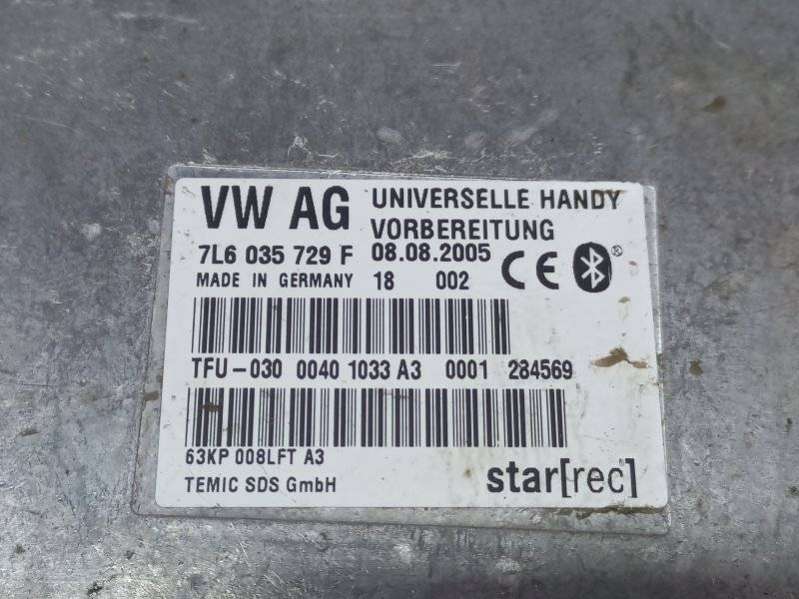 VW AG UNIVERSELLE HANDY
VORBEREITUNG
7L6 035 729 F 08.08.2005 CE
MADE IN GERMANY 18 002
TFU-030 0040 1033 A3 0001 284569
63KP 008LFT A3
TEMIC SDS GmbH star[rec]